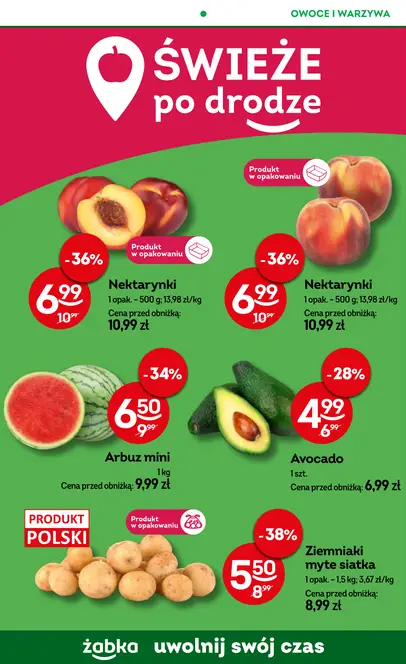 OWOCE I WARZYWA
ŚWIEŻE
po drodze
Produkt
w opakowaniu
Produkt
w opakowaniu
-36%
6,99
10,99
Nektarynki
1 opak. – 500 g; 13,98 zł/kg
Cena przed obniżką:
10,99 zł
-36%
6,99
10,99
Nektarynki
1 opak. – 500 g; 13,98 zł/kg
Cena przed obniżką:
10,99 zł
-34%
6,50
9,99
Arbuz mini
1 kg
Cena przed obniżką: 9,99 zł
-28%
4,99
6,99
Avocado
1 szt.
Cena przed obniżką: 6,99 zł
PRODUKT
POLSKI
Produkt
w opakowaniu
-38%
5,50
8,99
Ziemniaki
myte siatka
1 opak. – 1,5 kg; 3,67 zł/kg
Cena przed obniżką:
8,99 zł
żabka uwolnij swój czas